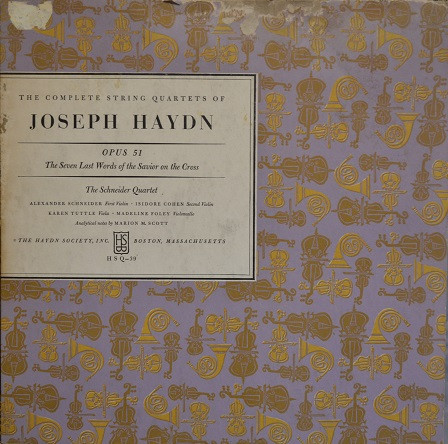 THE COMPLETE STRING QUARTETS OF
JOSEPH HAYDN
OPUS 51
The Seven Last Words of the Savior on the Cross
The Schneider Quartet
ALEXANDER SCHNEIDER First Violin · ISIDORE COHEN Second Violin
KAREN TUTTLE Viola · MADELINE FOLEY Violoncello
Analytical notes by MARION M. SCOTT
THE HAYDN SOCIETY, INC. HS BOSTON, MASSACHUSETTS
HSQ-39